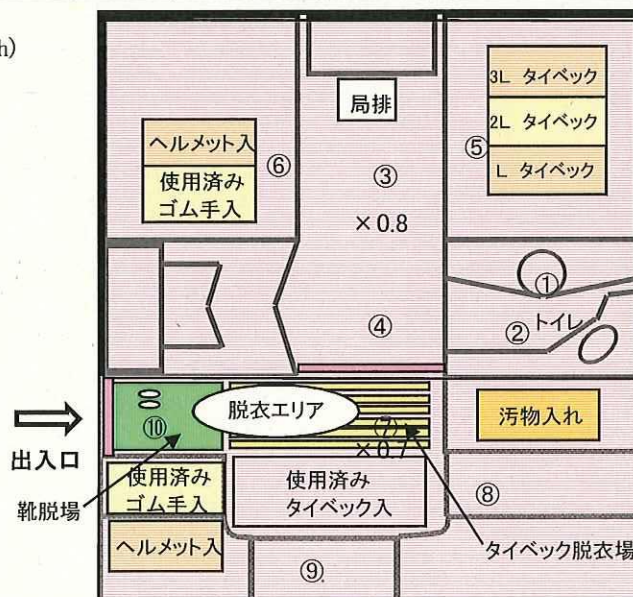 h)
局排
3L タイベック
2L タイベック
L タイベック
⑤
ヘルメット入
使用済み
ゴム手入
⑥
③
×0.8
④
①
② トイレ
脱衣エリア
⑩
⑦
×0.7
汚物入れ
出入口
靴脱場
使用済み
ゴム手入
使用済み
タイベック入
⑧
ヘルメット入
⑨
タイベック脱衣場